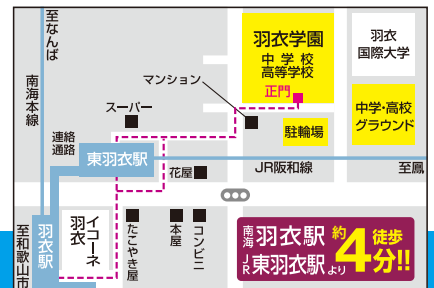 至なんば
南海本線
羽衣学園
中学校
高等学校
正門
羽衣
国際大学
マンション
スーパー
連絡
通路
駐輪場
中学・高校
グラウンド
東羽衣駅
花屋
JR阪和線
至鳳
至和歌山市
羽衣駅
イコーネ
羽衣
たこやき屋
本屋
コンビニ
南海羽衣駅
JR東羽衣駅より
約4分!!
徒歩